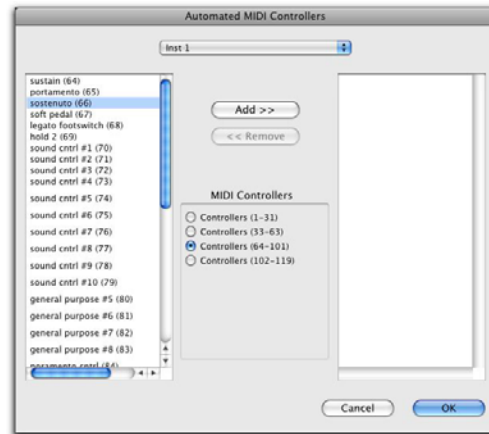 Automated MIDI Controllers
Inst 1
sustain (64)
portamento (65)
sostenuto (66)
soft pedal (67)
legato footswitch (68)
hold 2 (69)
sound cntrl #1 (70)
sound cntrl #2 (71)
sound cntrl #3 (72)
sound cntrl #4 (73)
sound cntrl #5 (74)
sound cntrl #6 (75)
sound cntrl #7 (76)
sound cntrl #8 (77)
sound cntrl #9 (78)
sound cntrl #10 (79)
general purpose #5 (80)
general purpose #6 (81)
general purpose #7 (82)
general purpose #8 (83)
poramento cntrl (84)
Add >>
<< Remove
MIDI Controllers
Controllers (1-31)
Controllers (33-63)
Controllers (64-101)
Controllers (102-119)
Cancel
OK